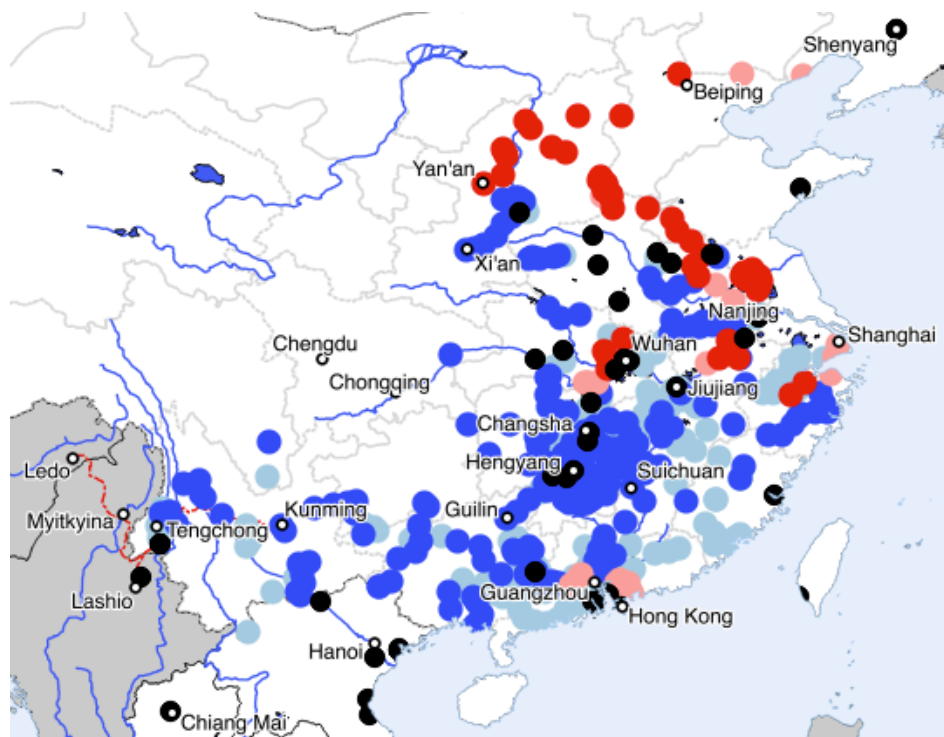 Shenyang
Beiping
Yan'an
Xi'an
Nanjing
Shanghai
Wuhan
Chengdu
Chongqing
Jiujiang
Changsha
Hengyang
Ledo
Suichuan
Myitkyina
Tengchong
Kunming
Guilin
Lashio
Guangzhou
Hong Kong
Hanoi
Chiang Mai